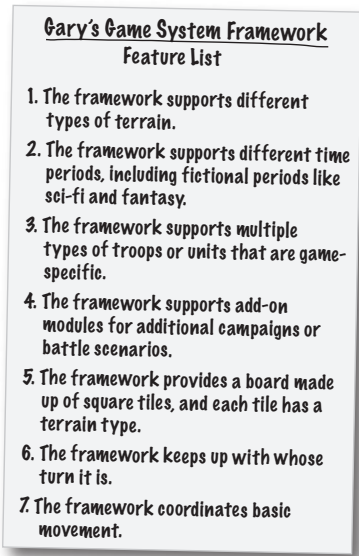 Gary's Game System Framework
Feature List
1. The framework supports different
types of terrain.
2. The framework supports different time
periods, including fictional periods like
sci-fi and fantasy.
3. The framework supports multiple
types of troops or units that are game-
specific.
4. The framework supports add-on
modules for additional campaigns or
battle scenarios.
5. The framework provides a board made
up of square tiles, and each tile has a
terrain type.
6. The framework keeps up with whose
turn it is.
7. The framework coordinates basic
movement.